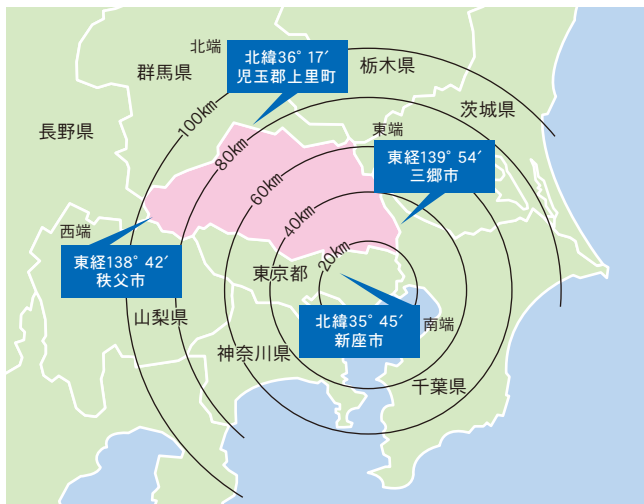 北端
北緯36°17′
児玉郡上里町
群馬県
栃木県
茨城県
長野県
100km
80km
60km
40km
20km
東端
東経139°54′
三郷市
西端
東経138°42′
秩父市
東京都
山梨県
北緯35°45′
新座市
南端
神奈川県
千葉県